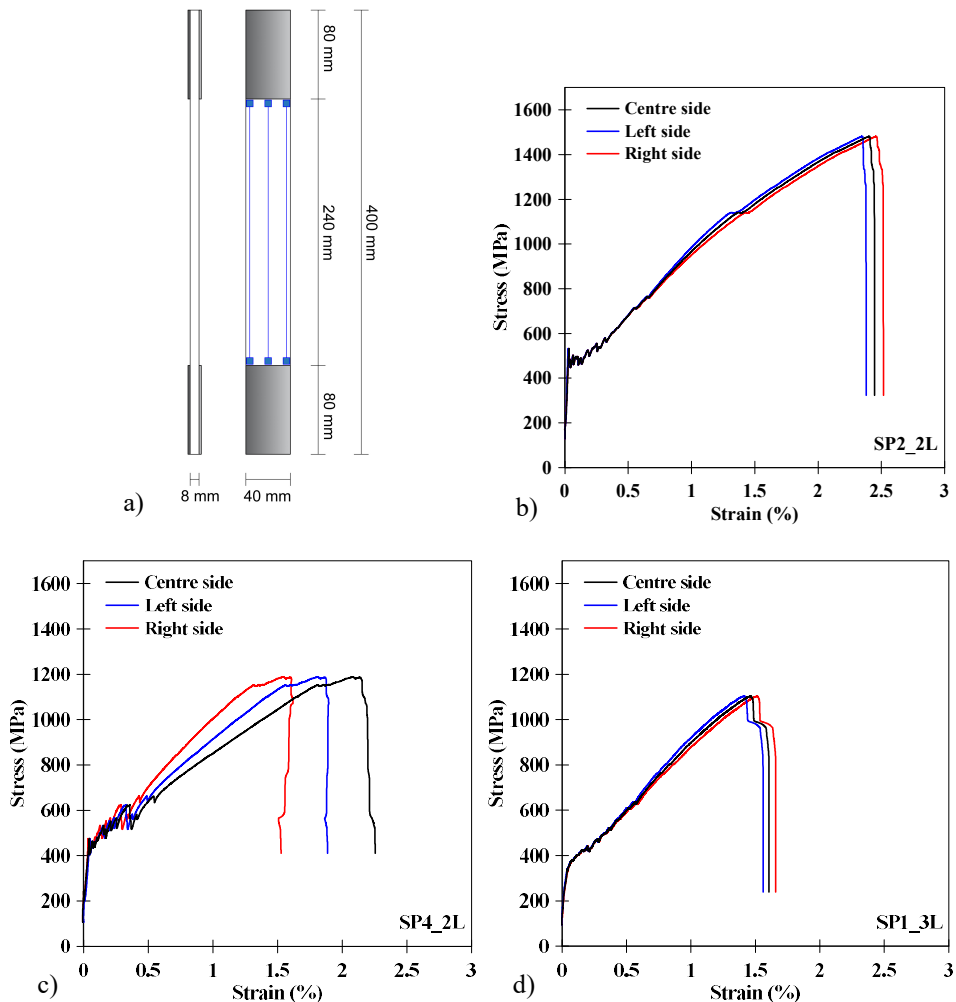 80 mm
240 mm
400 mm
80 mm
8 mm
40 mm
a)
1600
1400
1200
1000
800
600
400
200
0
Stress (MPa)
Centre side
Left side
Right side
SP2_2L
0 0.5 1 1.5 2 2.5 3
Strain (%)
b)
1600
1400
1200
1000
800
600
400
200
0
Stress (MPa)
Centre side
Left side
Right side
SP4_2L
0 0.5 1 1.5 2 2.5 3
Strain (%)
c)
1600
1400
1200
1000
800
600
400
200
0
Stress (MPa)
Centre side
Left side
Right side
SP1_3L
0 0.5 1 1.5 2 2.5 3
Strain (%)
d)